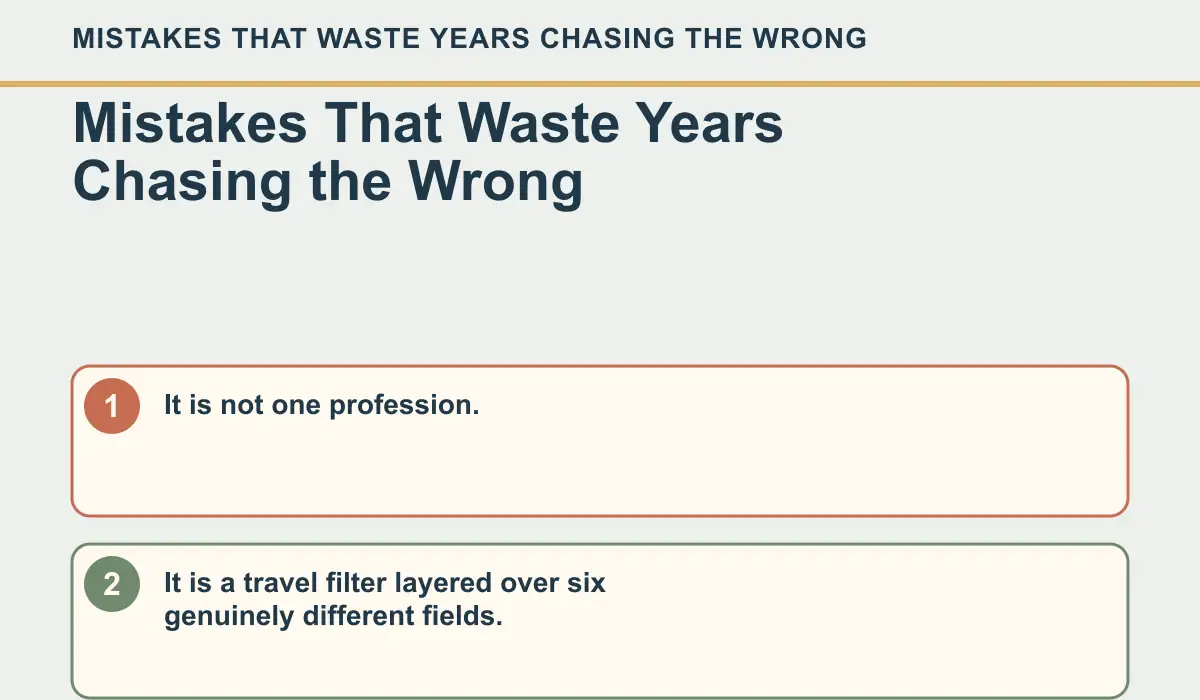 MISTAKES THAT WASTE YEARS CHASING THE WRONG
Mistakes That Waste Years
Chasing the Wrong
1
It is not one profession.
2
It is a travel filter layered over six
genuinely different fields.